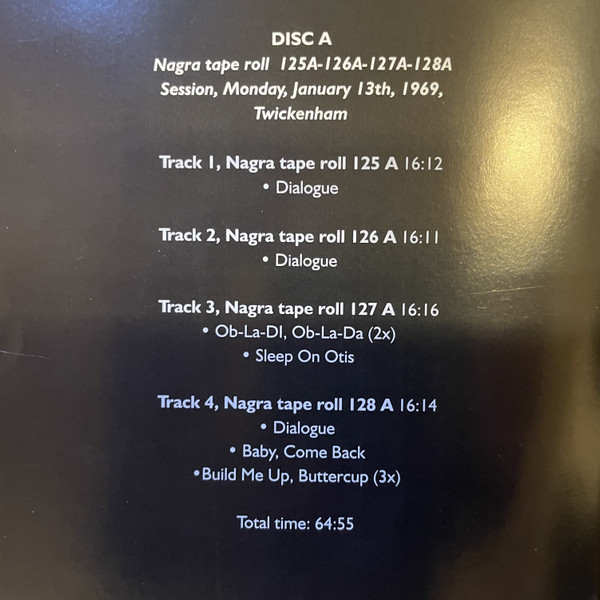 DISC A
Nagra tape roll 125A-126A-127A-128A
Session, Monday, January 13th, 1969,
Twickenham
Track 1, Nagra tape roll 125 A 16:12
• Dialogue
Track 2, Nagra tape roll 126 A 16:11
• Dialogue
Track 3, Nagra tape roll 127 A 16:16
• Ob-La-DI, Ob-La-Da (2x)
• Sleep On Otis
Track 4, Nagra tape roll 128 A 16:14
• Dialogue
• Baby, Come Back
•Build Me Up, Buttercup (3x)
Total time: 64:55